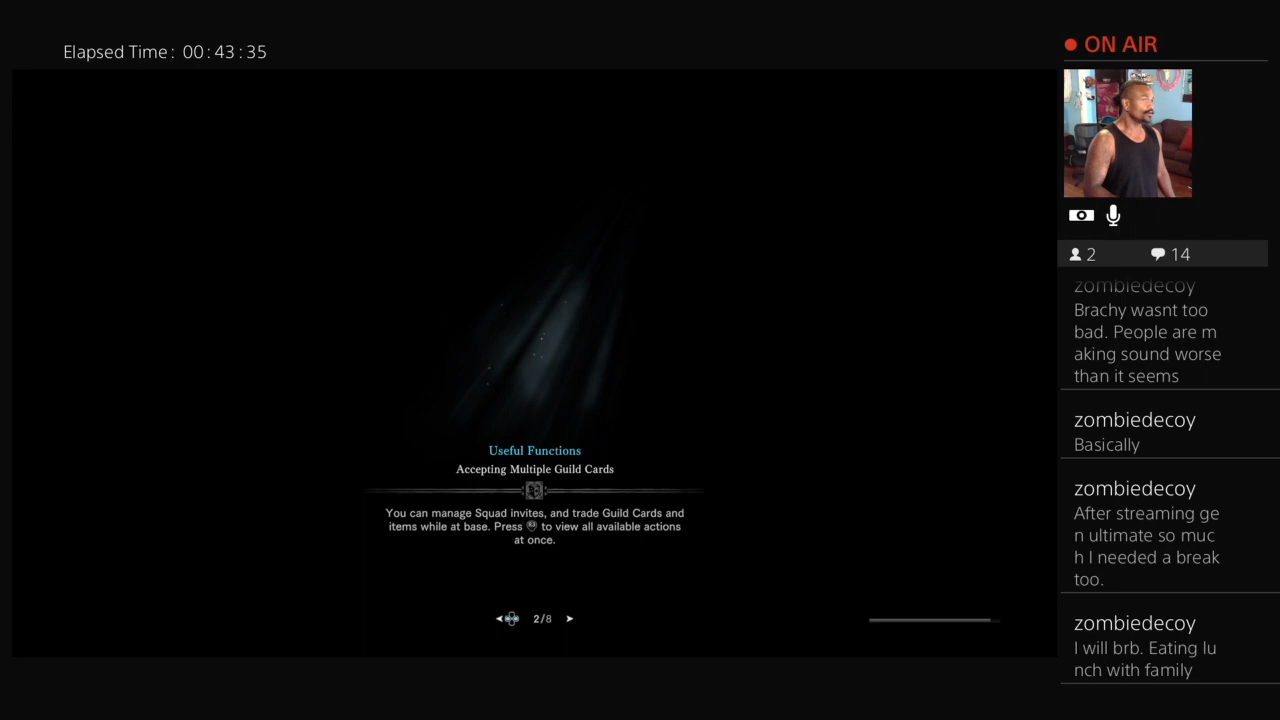 Elapsed Time: 00:43:35
ON AIR
2
14
zombiedecoy
Brachy wasnt too
bad. People are m
aking sound worse
than it seems
zombiedecoy
Basically
zombiedecoy
After streaming ge
n ultimate so muc
h I needed a break
too.
zombiedecoy
I will brb. Eating lu
nch with family
Useful Functions
Accepting Multiple Guild Cards
You can manage Squad invites, and trade Guild Cards and
items while at base. Press to view all available actions
at once.
2/8